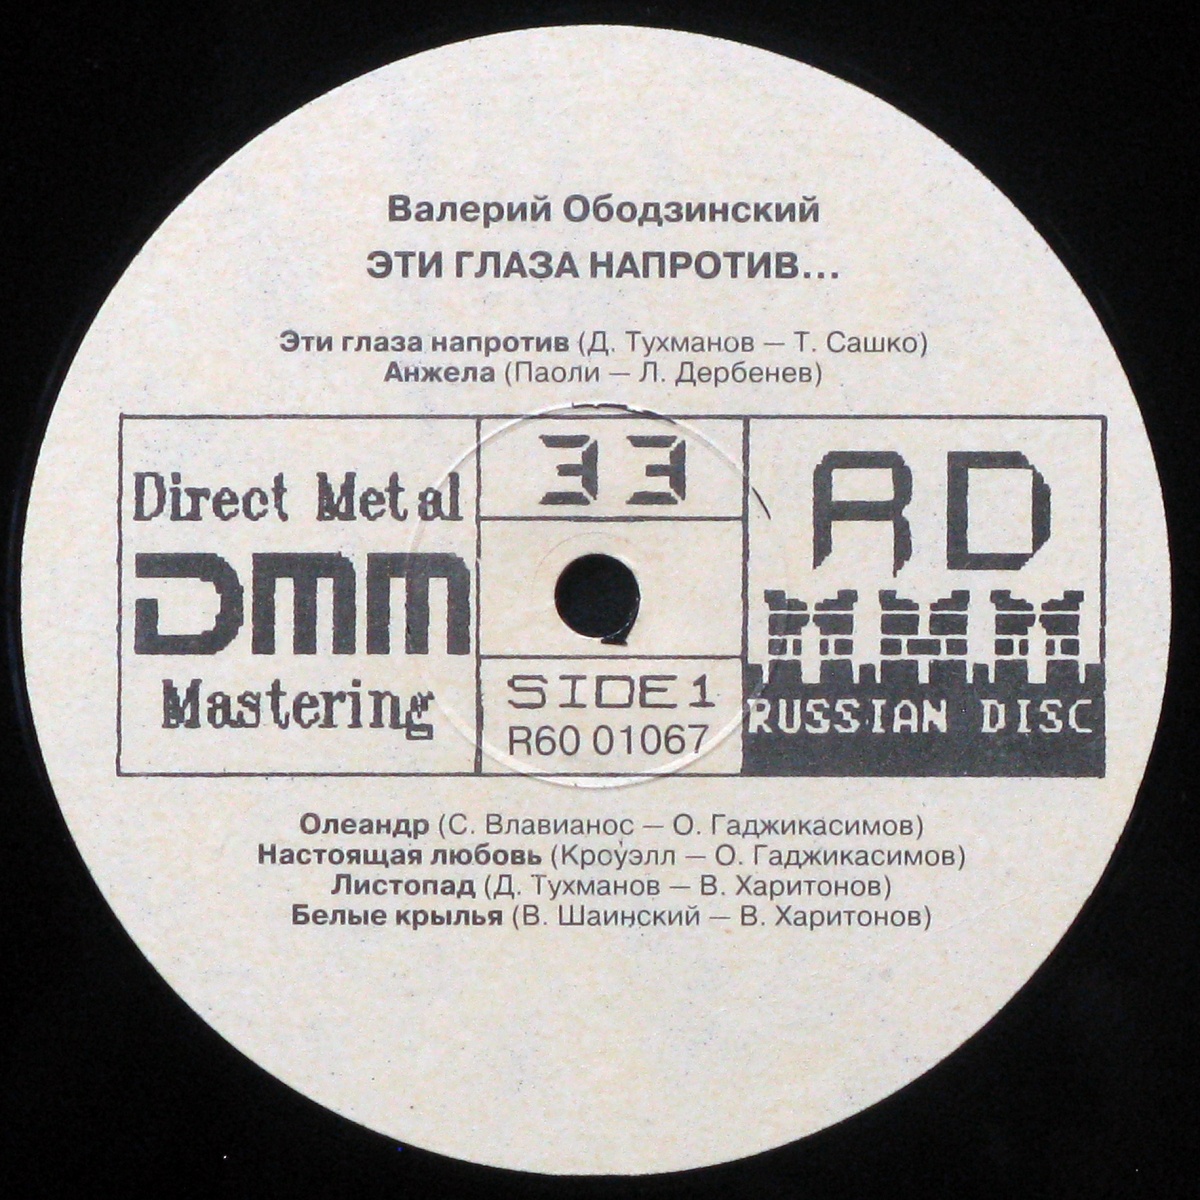 Валерий Ободзинский
ЭТИ ГЛАЗА НАПРОТИВ...
Эти глаза напротив (Д. Тухманов — Т. Сашко)
Анжела (Паоли — Л. Дербенев)
Direct Metal
DMM
Mastering
33
SIDE 1
R60 01067
RD
RUSSIAN DISC
Олеандр (С. Влавианос — О. Гаджикасимов)
Настоящая любовь (Кроуэлл — О. Гаджикасимов)
Листопад (Д. Тухманов — В. Харитонов)
Белые крылья (В. Шаинский — В. Харитонов)